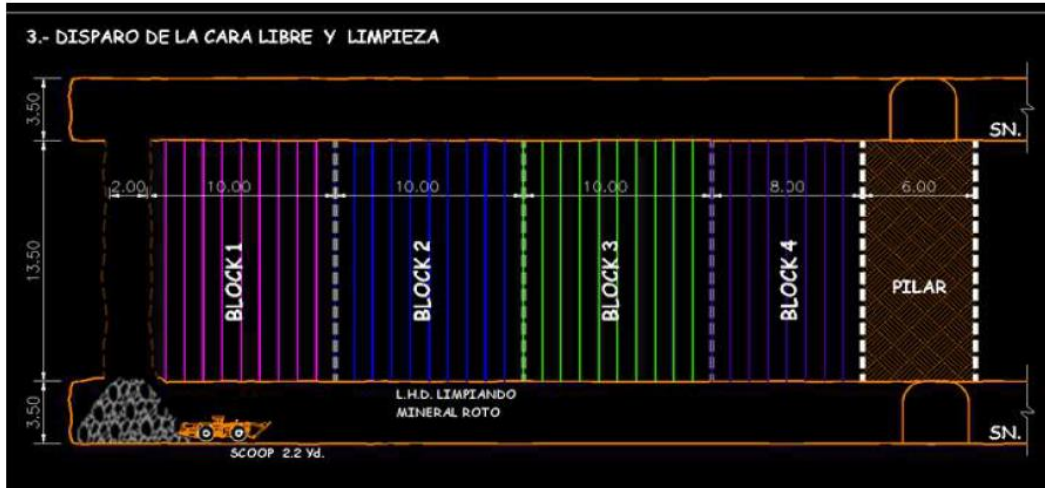 3.- DISPARO DE LA CARA LIBRE Y LIMPIEZA
3.50
SN.
2.00 10.00 10.00 10.00 8.00 6.00
13.50
BLOCK 1
BLOCK 2
BLOCK 3
BLOCK 4
PILAR
L.H.D. LIMPIANDO
MINERAL ROTO
3.50
SN.
SCOOP 2.2 Yd.